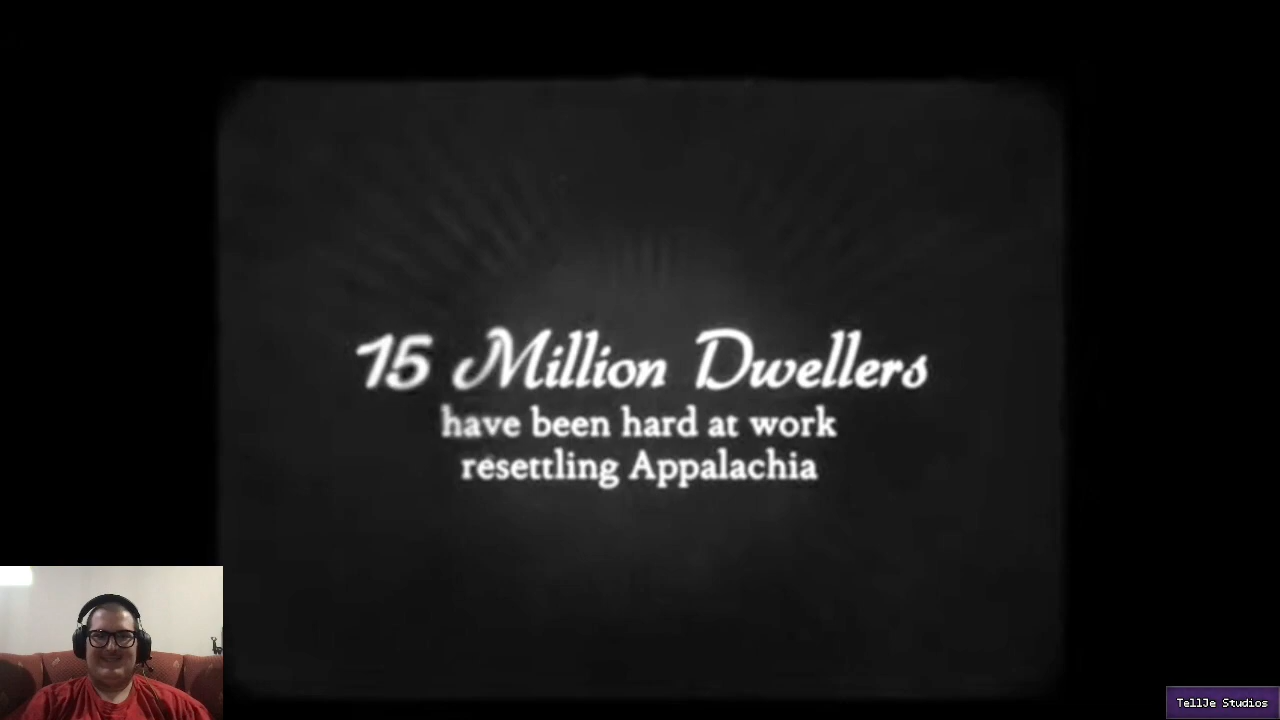 15 Million Dwellers
have been hard at work
resettling Appalachia
TellJe Studios